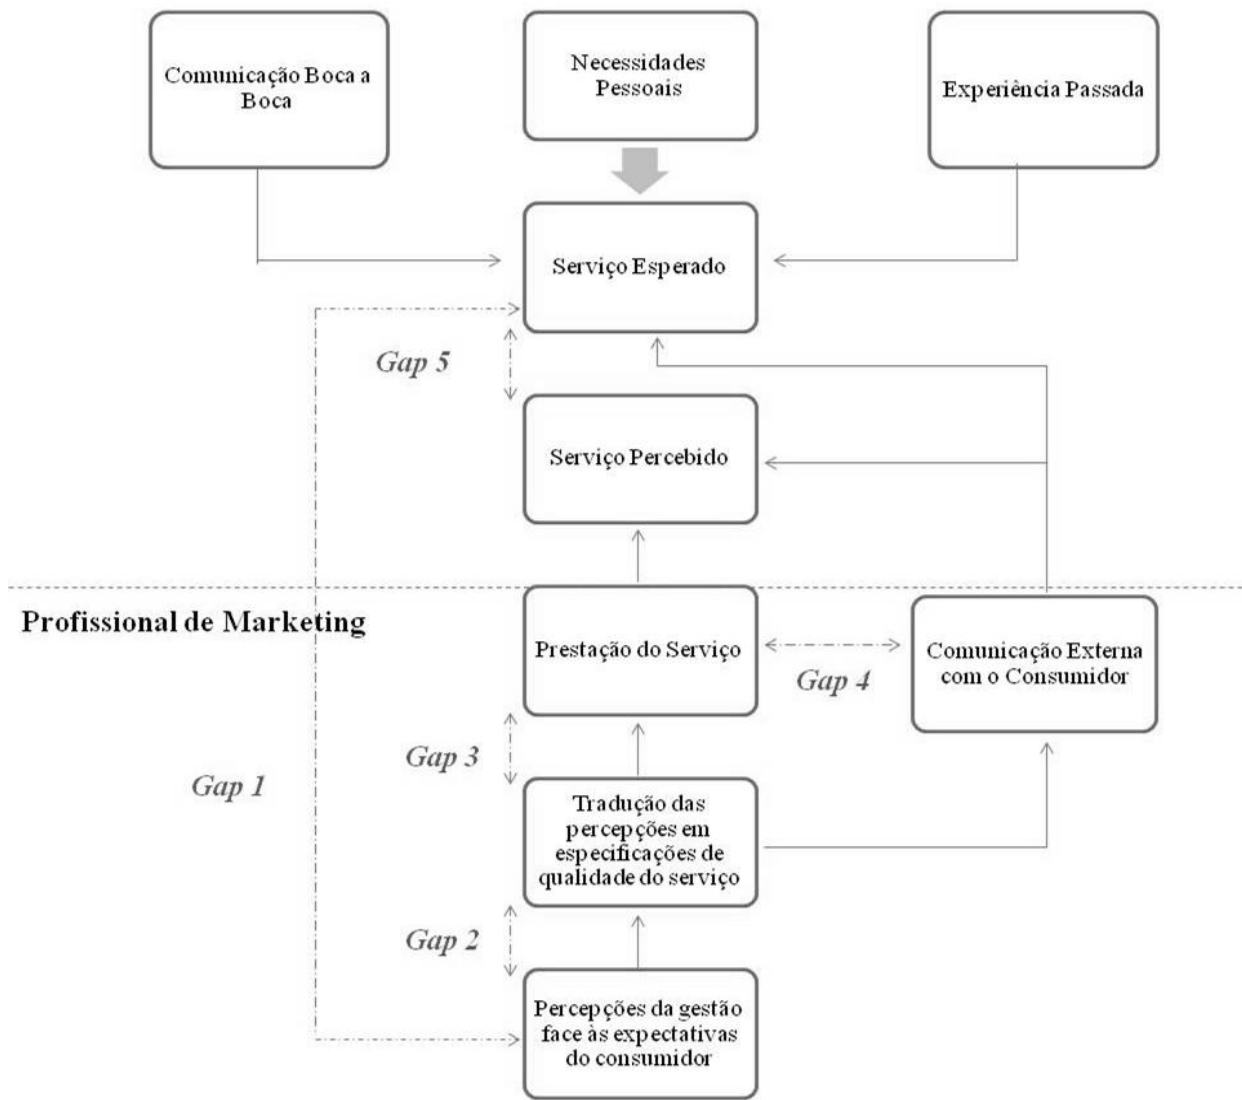 Comunicação Boca a
Boca
Necessidades
Pessoais
Experiência Passada
Serviço Esperado
Gap 5
Serviço Percebido
Profissional de Marketing
Prestação do Serviço
Gap 4
Comunicação Externa
com o Consumidor
Gap 3
Gap 1
Tradução das
percepções em
especificações de
qualidade do serviço
Gap 2
Percepções da gestão
face às expectativas
do consumidor